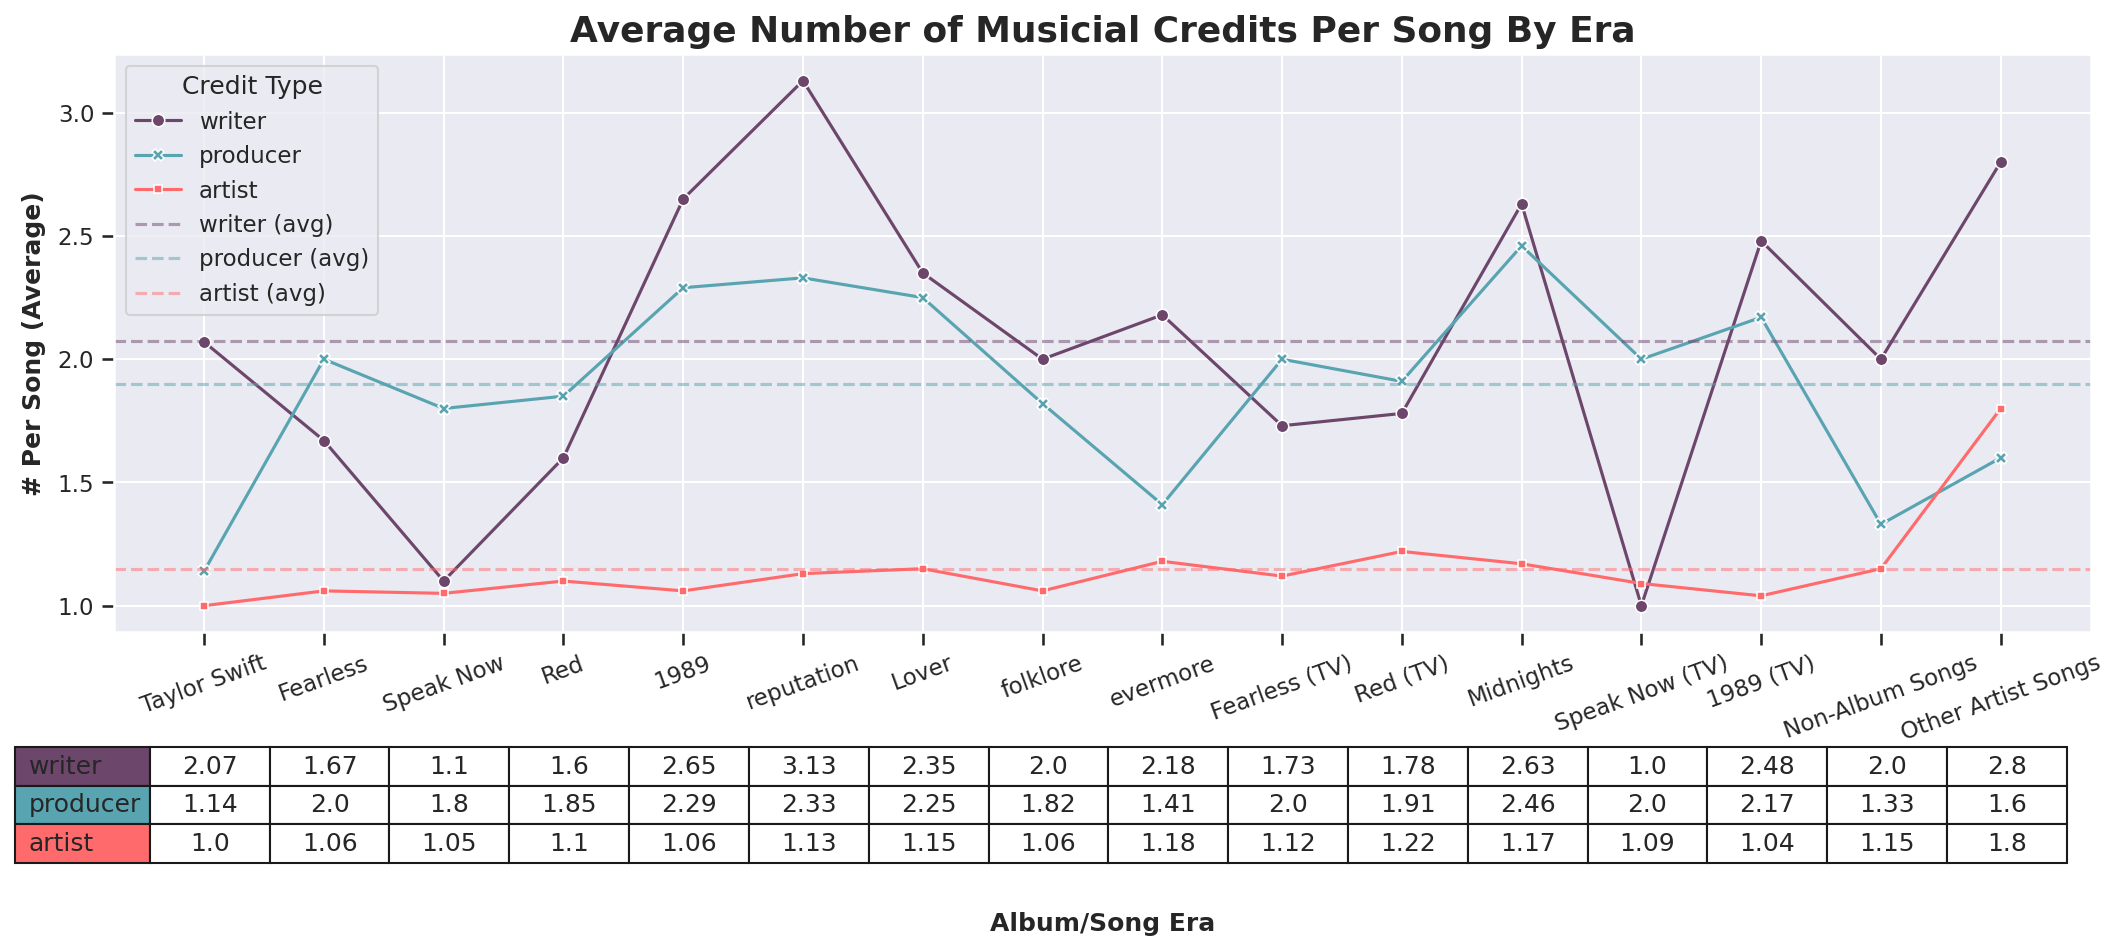 Average Number of Musicial Credits Per Song By Era
# Per Song (Average)
3.0
2.5
2.0
1.5
1.0
Credit Type
writer
producer
artist
writer (avg)
producer (avg)
artist (avg)
Taylor Swift
Fearless
Speak Now
Red
1989
reputation
Lover
folklore
evermore
Fearless (TV)
Red (TV)
Midnights
Speak Now (TV)
1989 (TV)
Non-Album Songs
Other Artist Songs
writer 2.07 1.67 1.1 1.6 2.65 3.13 2.35 2.0 2.18 1.73 1.78 2.63 1.0 2.48 2.0 2.8
producer 1.14 2.0 1.8 1.85 2.29 2.33 2.25 1.82 1.41 2.0 1.91 2.46 2.0 2.17 1.33 1.6
artist 1.0 1.06 1.05 1.1 1.06 1.13 1.15 1.06 1.18 1.12 1.22 1.17 1.09 1.04 1.15 1.8
Album/Song Era